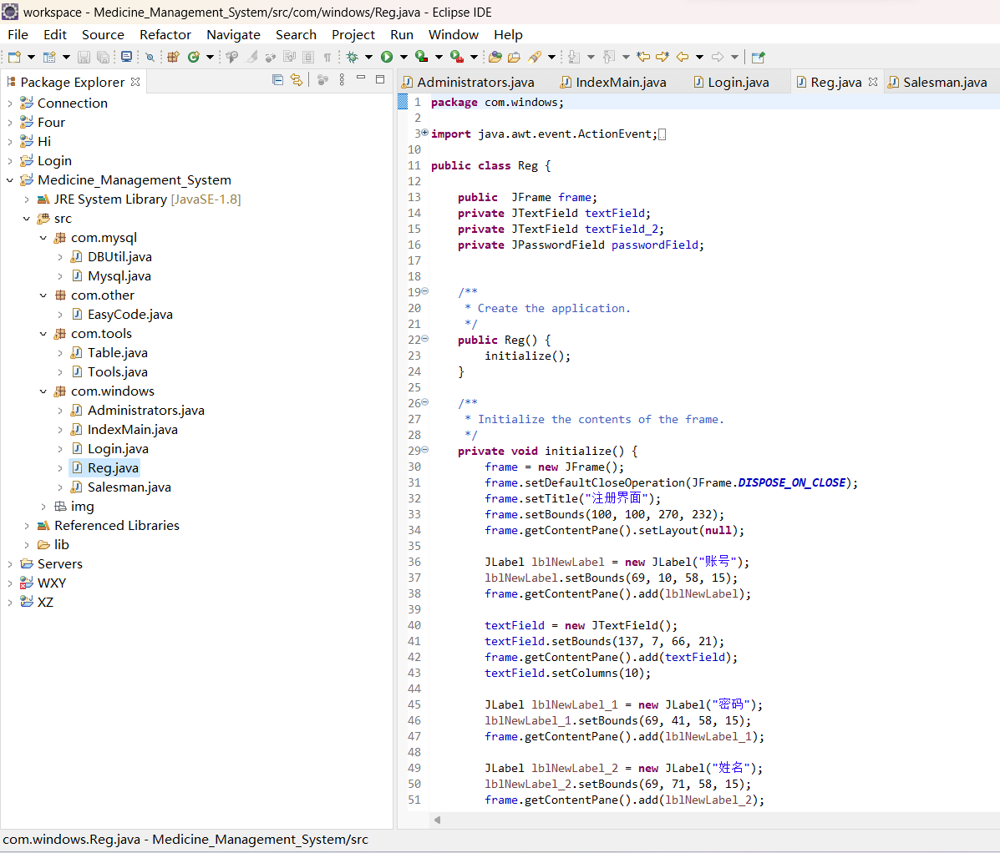 workspace - Medicine_Management_System/src/com/windows/Reg.java - Eclipse IDE
File Edit Source Refactor Navigate Search Project Run Window Help
Package Explorer
Connection
Four
Hi
Login
Medicine_Management_System
JRE System Library [JavaSE-1.8]
src
com.mysql
DBUtil.java
Mysql.java
com.other
EasyCode.java
com.tools
Table.java
Tools.java
com.windows
Administrators.java
IndexMain.java
Login.java
Reg.java
Salesman.java
img
Referenced Libraries
lib
Servers
WXY
XZ
Administrators.java IndexMain.java Login.java Reg.java Salesman.java
1 package com.windows;
2
3 import java.awt.event.ActionEvent;
10
11 public class Reg {
12
13 public  JFrame frame;
14 private JTextField textField;
15 private JTextField textField_2;
16 private JPasswordField passwordField;
17
18
19 /**
20 * Create the application.
21 */
22 public Reg() {
23 initialize();
24 }
25
26 /**
27 * Initialize the contents of the frame.
28 */
29 private void initialize() {
30 frame = new JFrame();
31 frame.setDefaultCloseOperation(JFrame.DISPOSE_ON_CLOSE);
32 frame.setTitle("注册界面");
33 frame.setBounds(100, 100, 270, 232);
34 frame.getContentPane().setLayout(null);
35
36 JLabel lblNewLabel = new JLabel("账号");
37 lblNewLabel.setBounds(69, 10, 58, 15);
38 frame.getContentPane().add(lblNewLabel);
39
40 textField = new JTextField();
41 textField.setBounds(137, 7, 66, 21);
42 frame.getContentPane().add(textField);
43 textField.setColumns(10);
44
45 JLabel lblNewLabel_1 = new JLabel("密码");
46 lblNewLabel_1.setBounds(69, 41, 58, 15);
47 frame.getContentPane().add(lblNewLabel_1);
48
49 JLabel lblNewLabel_2 = new JLabel("姓名");
50 lblNewLabel_2.setBounds(69, 71, 58, 15);
51 frame.getContentPane().add(lblNewLabel_2);
com.windows.Reg.java - Medicine_Management_System/src